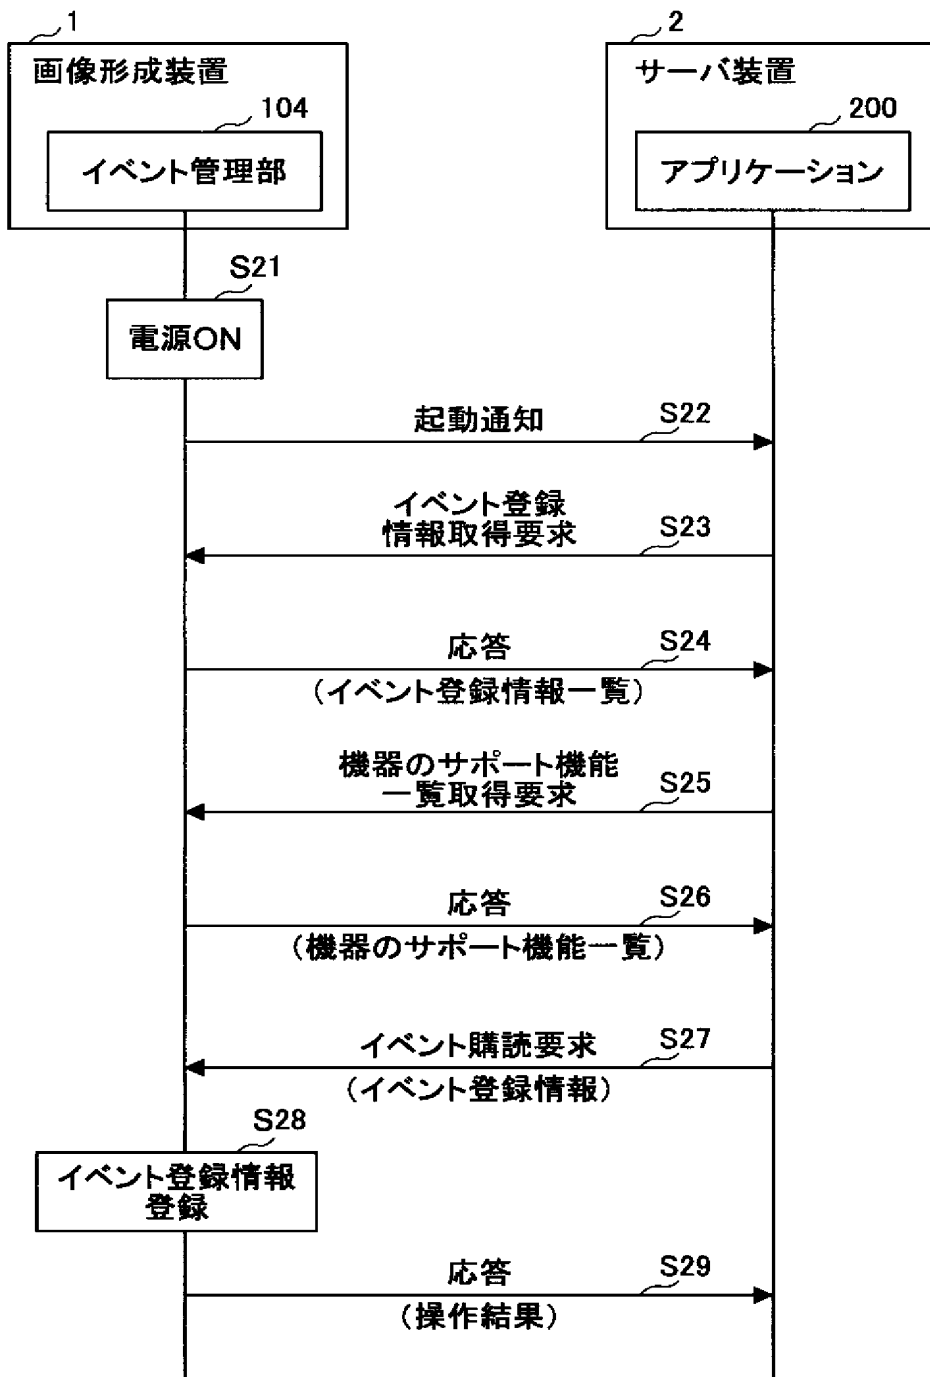 1
画像形成装置
104
イベント管理部
2
サーバ装置
200
アプリケーション
S21
電源ON
起動通知
S22
イベント登録
情報取得要求
S23
応答
S24
(イベント登録情報一覧)
機器のサポート機能
一覧取得要求
S25
応答
S26
(機器のサポート機能一覧)
イベント購読要求
S27
(イベント登録情報)
S28
イベント登録情報
登録
応答
S29
(操作結果)